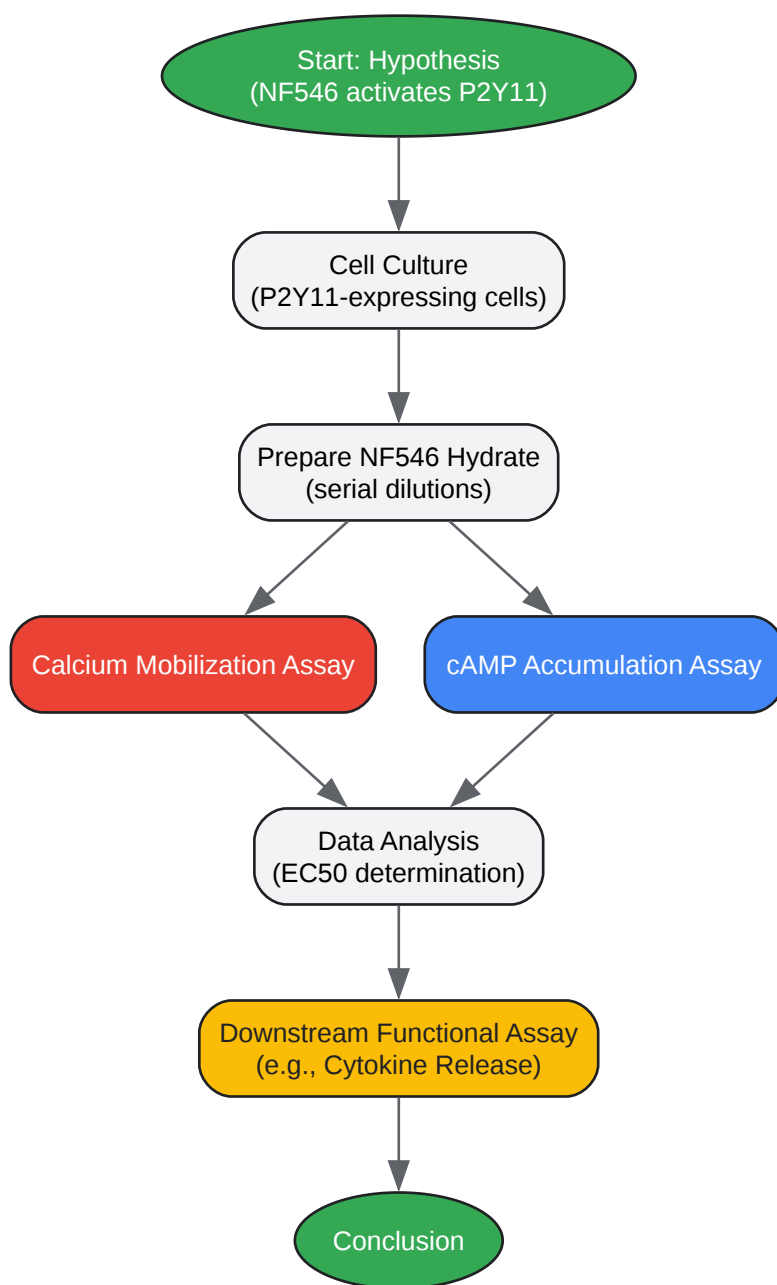 Start: Hypothesis
(NF546 activates P2Y11)
Cell Culture
(P2Y11-expressing cells)
Prepare NF546 Hydrate
(serial dilutions)
Calcium Mobilization Assay
cAMP Accumulation Assay
Data Analysis
(EC50 determination)
Downstream Functional Assay
(e.g., Cytokine Release)
Conclusion